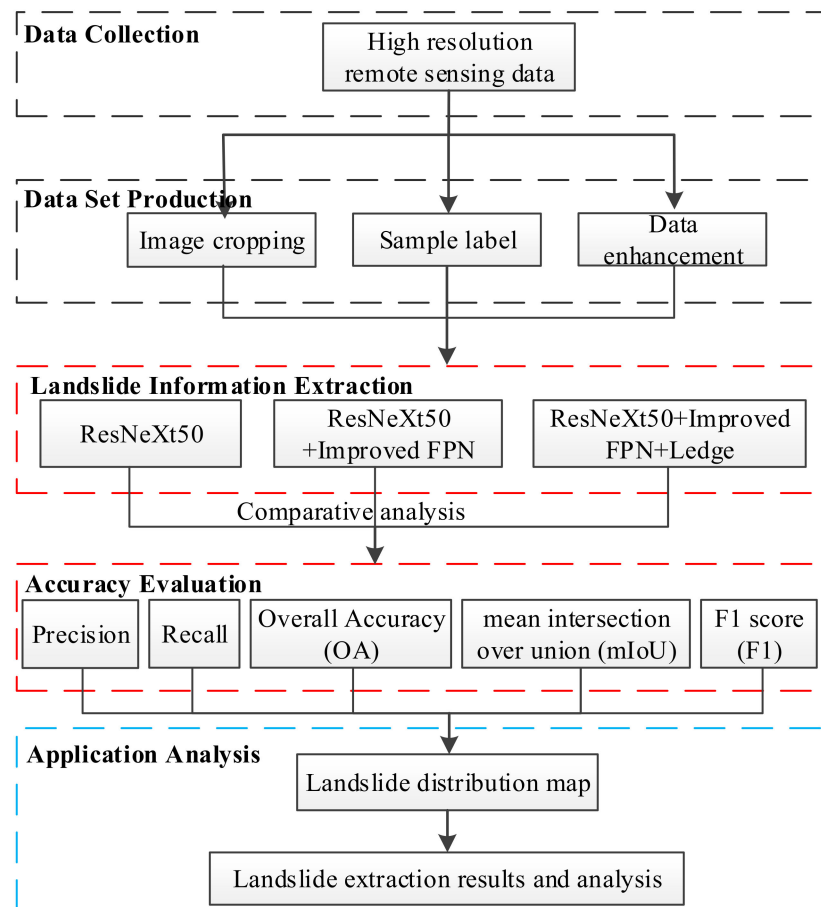 Data Collection
High resolution
remote sensing data
Data Set Production
Image cropping
Sample label
Data
enhancement
Landslide Information Extraction
ResNeXt50
ResNeXt50
+Improved FPN
ResNeXt50+Improved
FPN+Ledge
Comparative analysis
Accuracy Evaluation
Precision
Recall
Overall Accuracy
(OA)
mean intersection
over union (mIoU)
F1 score
(F1)
Application Analysis
Landslide distribution map
Landslide extraction results and analysis